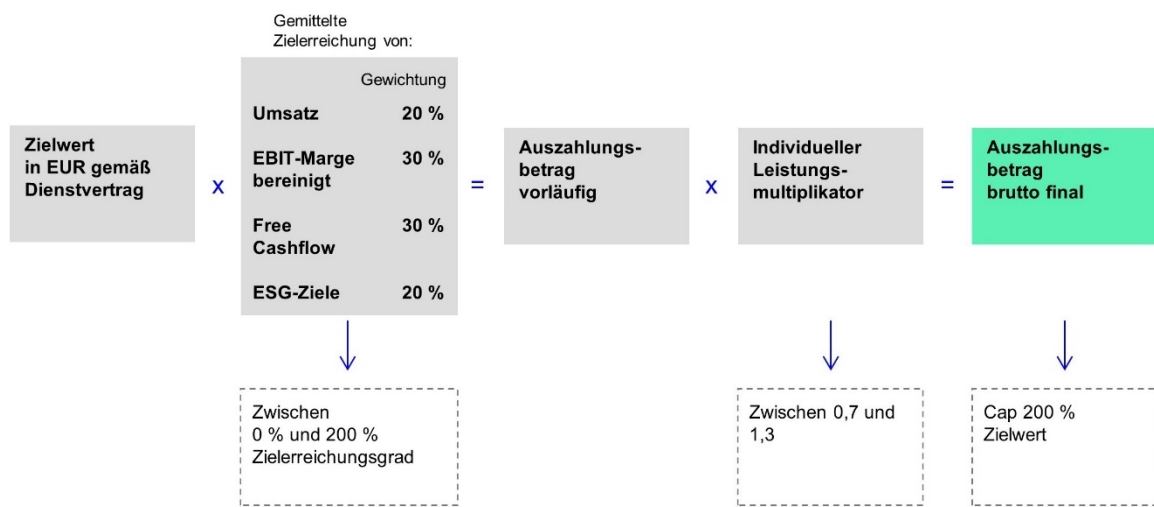 Gemittelte
Zielerreichung von:
Zielwert
in EUR gemäß
Dienstvertrag
x
Gewichtung
Umsatz 20 %
EBIT-Marge 30 %
bereinigt
Free 30 %
Cashflow
ESG-Ziele 20 %
=
Auszahlungs-
betrag
vorläufig
x
Individueller
Leistungs-
multiplikator
=
Auszahlungs-
betrag
brutto final
Zwischen
0 % und 200 %
Zielerreichungsgrad
Zwischen 0,7 und
1,3
Cap 200 %
Zielwert